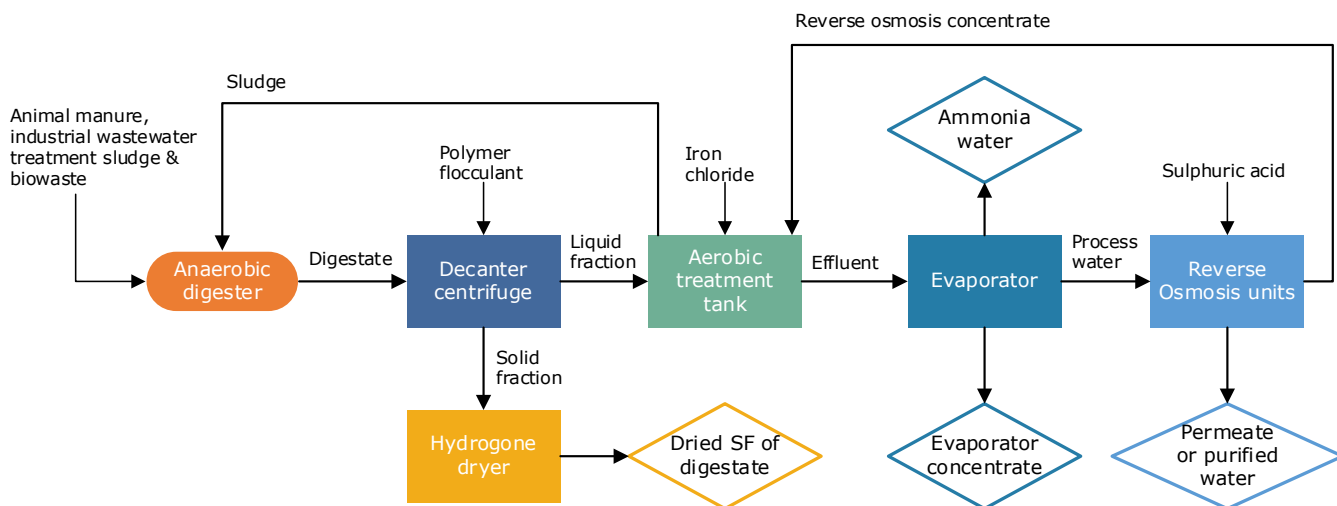 Reverse osmosis concentrate
Sludge
Animal manure,
industrial wastewater
treatment sludge &
biowaste
Polymer
flocculant
Iron
chloride
Ammonia
water
Sulphuric acid
Anaerobic
digester
Digestate
Decanter
centrifuge
Liquid
fraction
Aerobic
treatment
tank
Effluent
Evaporator
Process
water
Reverse
Osmosis units
Solid
fraction
Hydrogone
dryer
Dried SF of
digestate
Evaporator
concentrate
Permeate
or purified
water